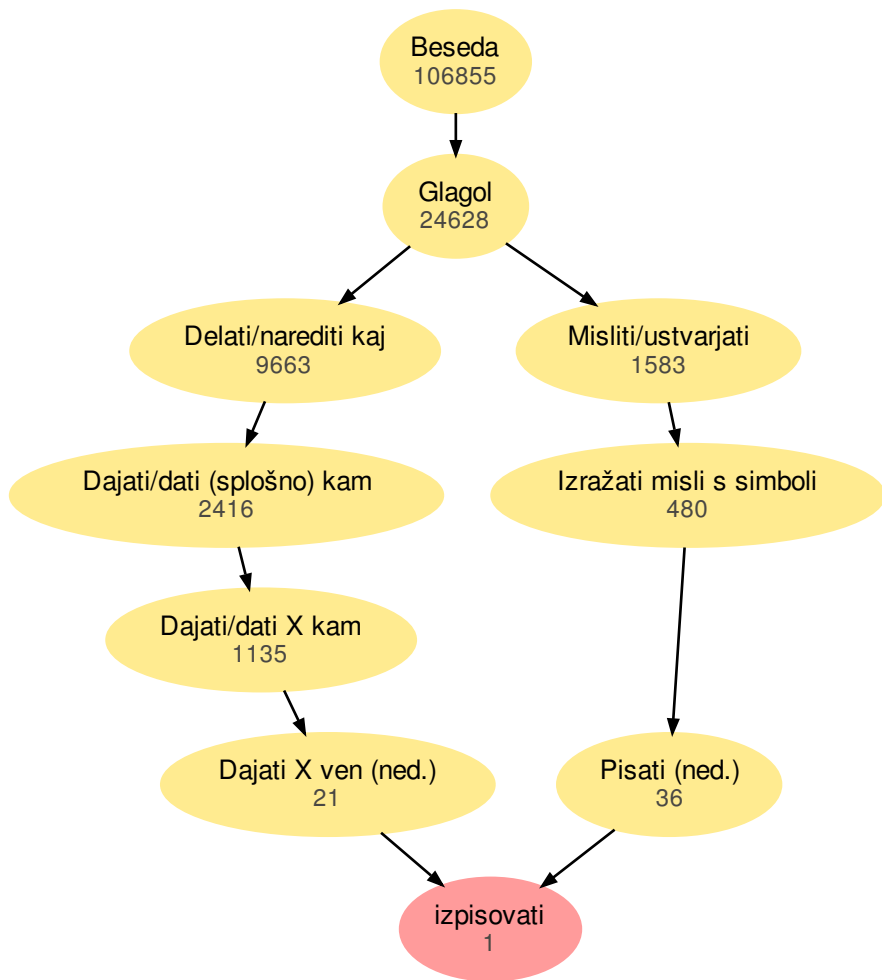 Beseda
106855
Glagol
24628
Delati/narediti kaj
9663
Misliti/ustvarjati
1583
Dajati/dati (splošno) kam
2416
Izražati misli s simboli
480
Dajati/dati X kam
1135
Dajati X ven (ned.)
21
Pisati (ned.)
36
izpisovati
1